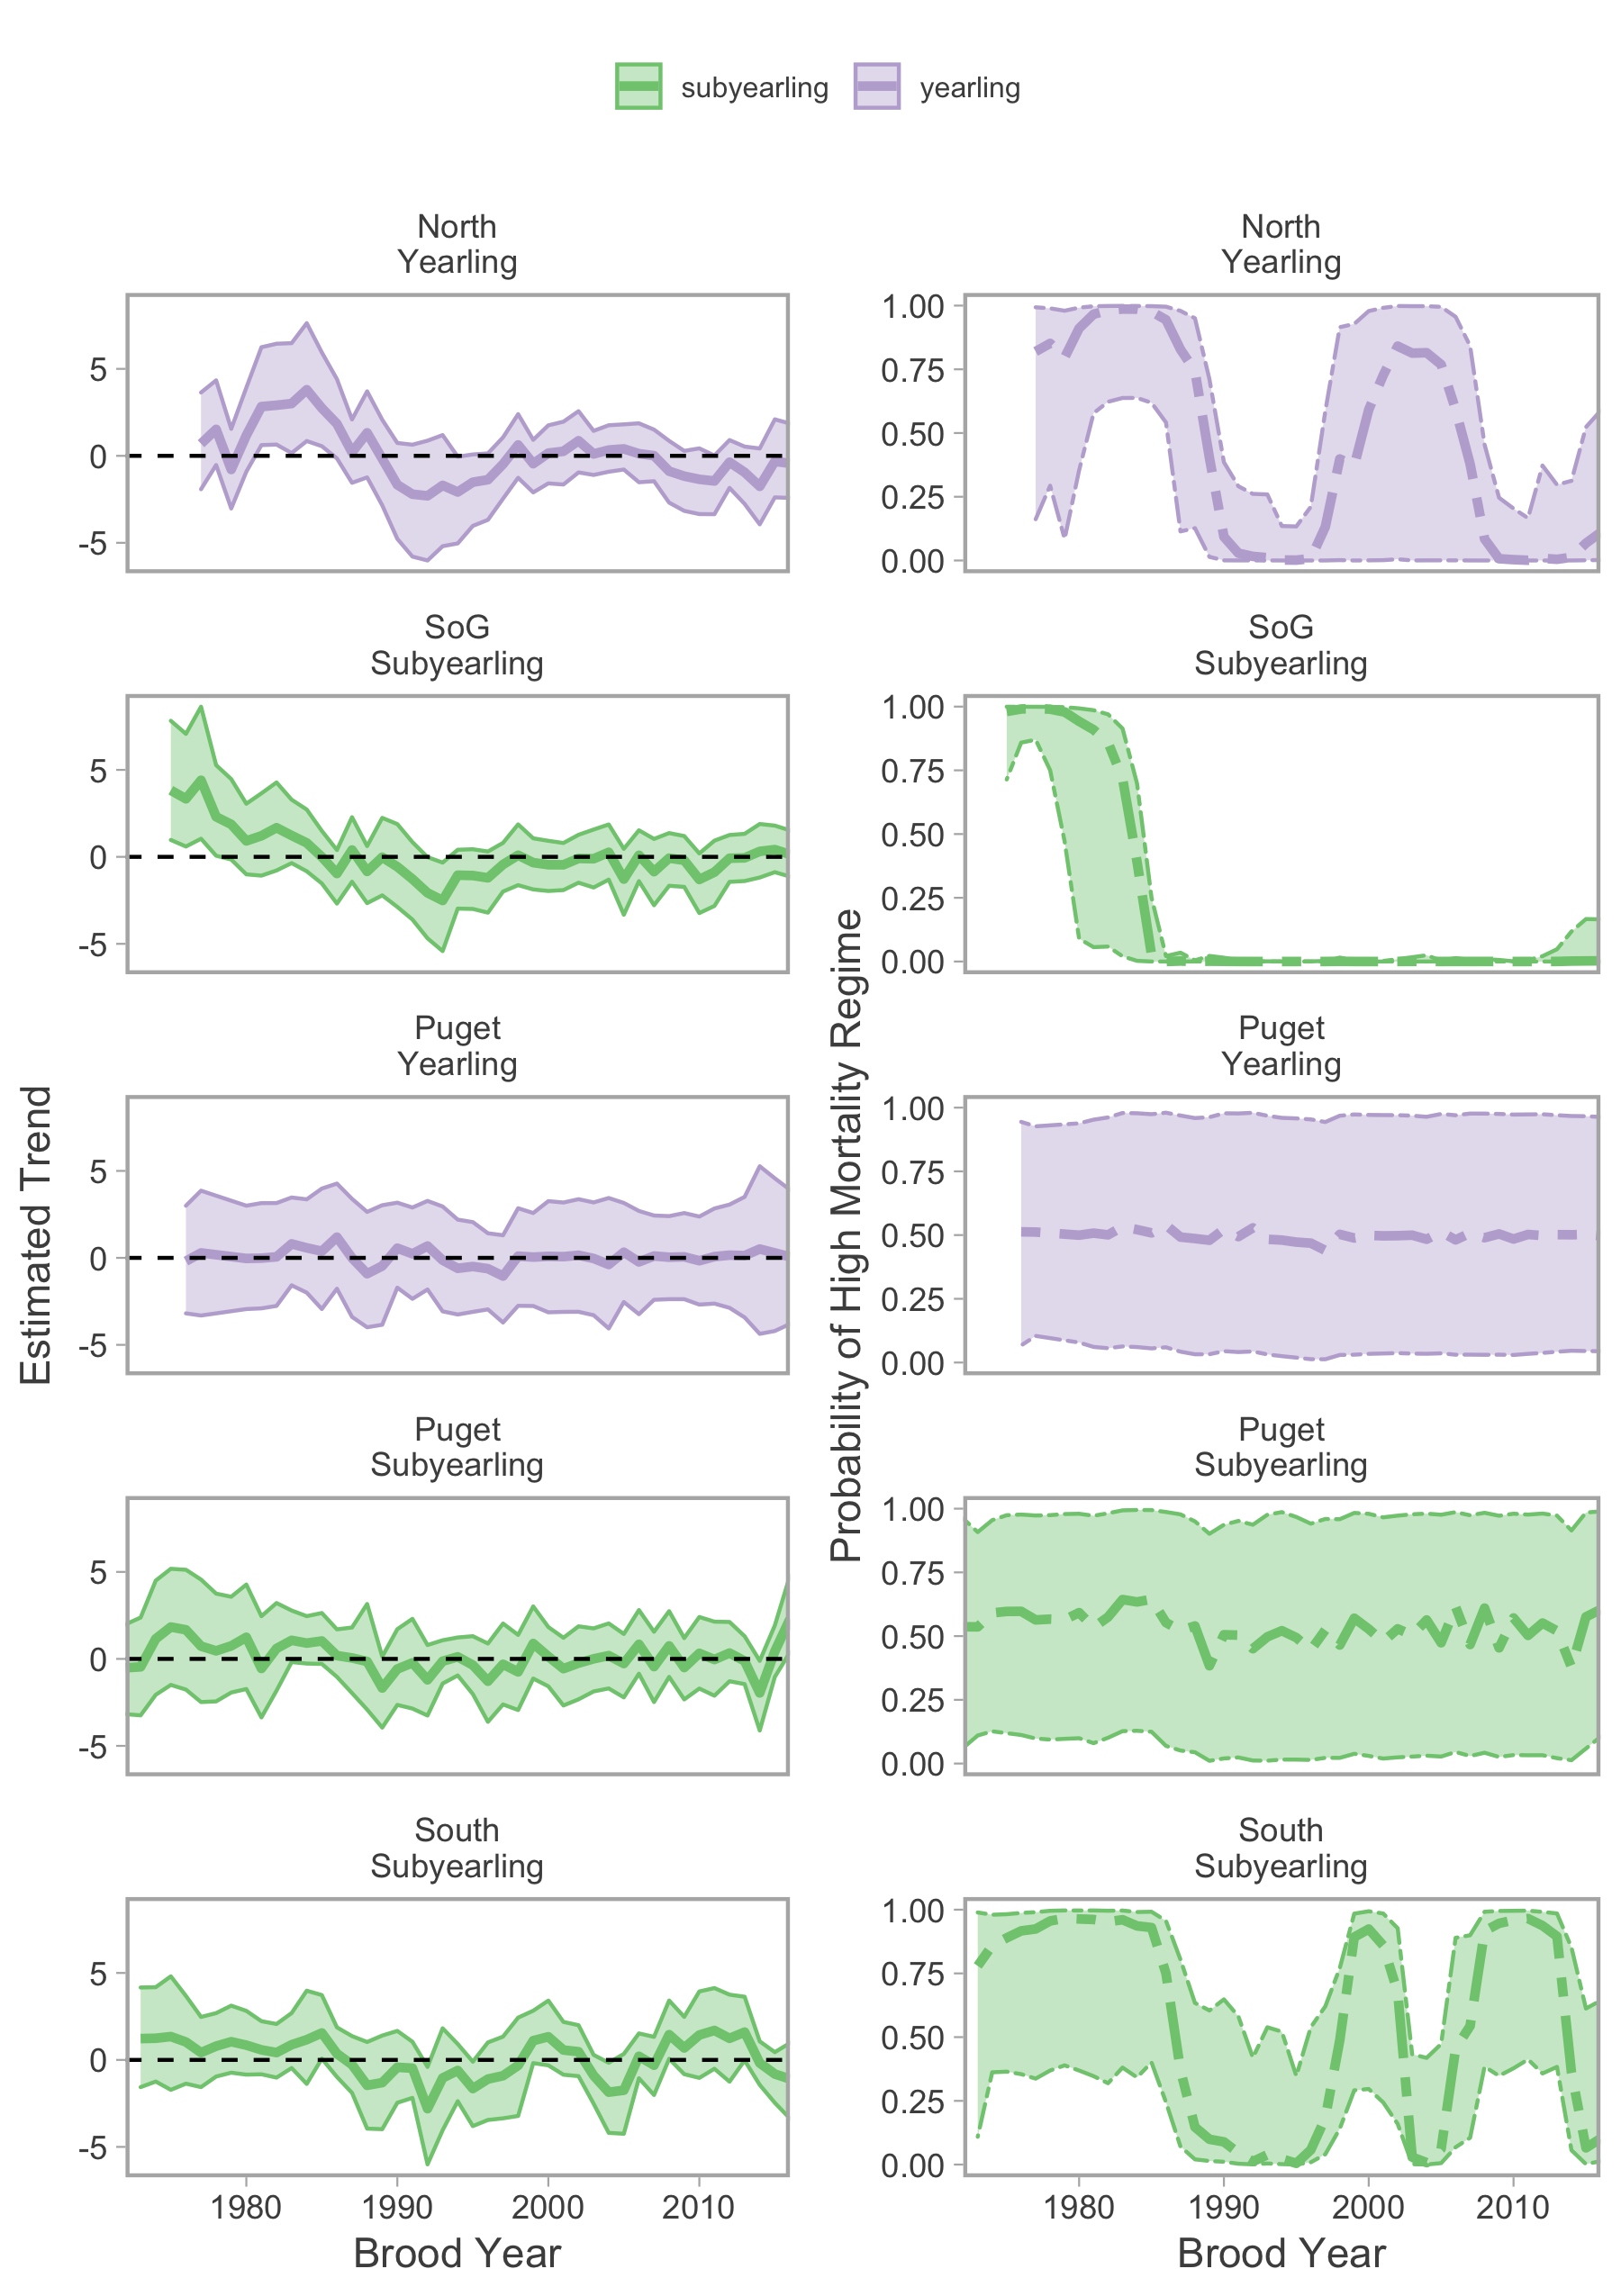 subyearling
yearling
North
Yearling
North
Yearling
5
0
-5
1.00
0.75
0.50
0.25
0.00
SoG
Subyearling
SoG
Subyearling
5
0
-5
1.00
0.75
0.50
0.25
0.00
Puget
Yearling
Puget
Yearling
5
0
-5
1.00
0.75
0.50
0.25
0.00
Estimated Trend
Probability of High Mortality Regime
Puget
Subyearling
Puget
Subyearling
5
0
-5
1.00
0.75
0.50
0.25
0.00
South
Subyearling
South
Subyearling
5
0
-5
1.00
0.75
0.50
0.25
0.00
1980 1990 2000 2010
1980 1990 2000 2010
Brood Year
Brood Year